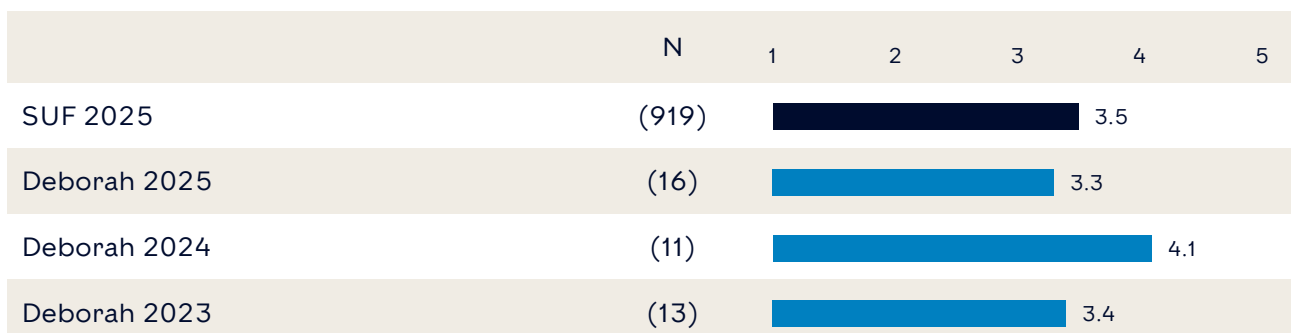 N 1 2 3 4 5
SUF 2025 (919) 3.5
Deborah 2025 (16) 3.3
Deborah 2024 (11) 4.1
Deborah 2023 (13) 3.4